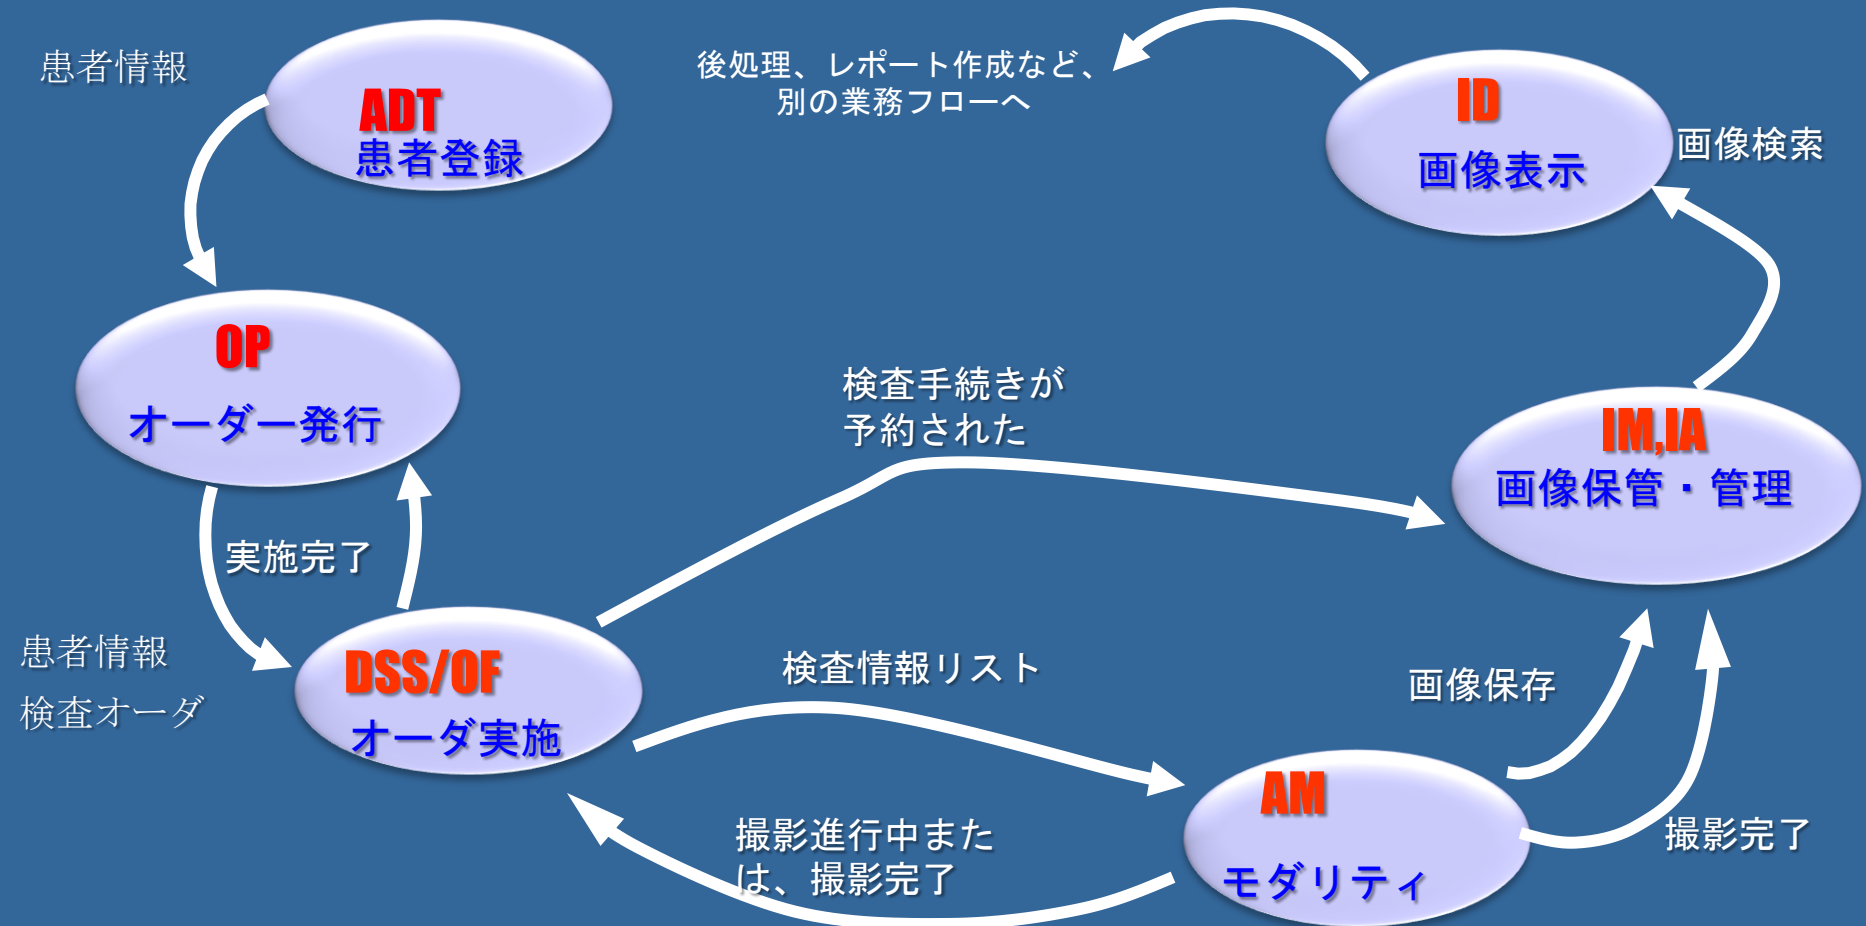 患者情報
ADT
患者登録
後処理、レポート作成など、
別の業務フローへ
ID
画像表示
画像検索
OP
オーダー発行
検査手続きが
予約された
IM,IA
画像保管・管理
実施完了
患者情報
検査オーダ
DSS/OF
オーダ実施
検査情報リスト
画像保存
AM
モダリティ
撮影進行中また
は、撮影完了
撮影完了